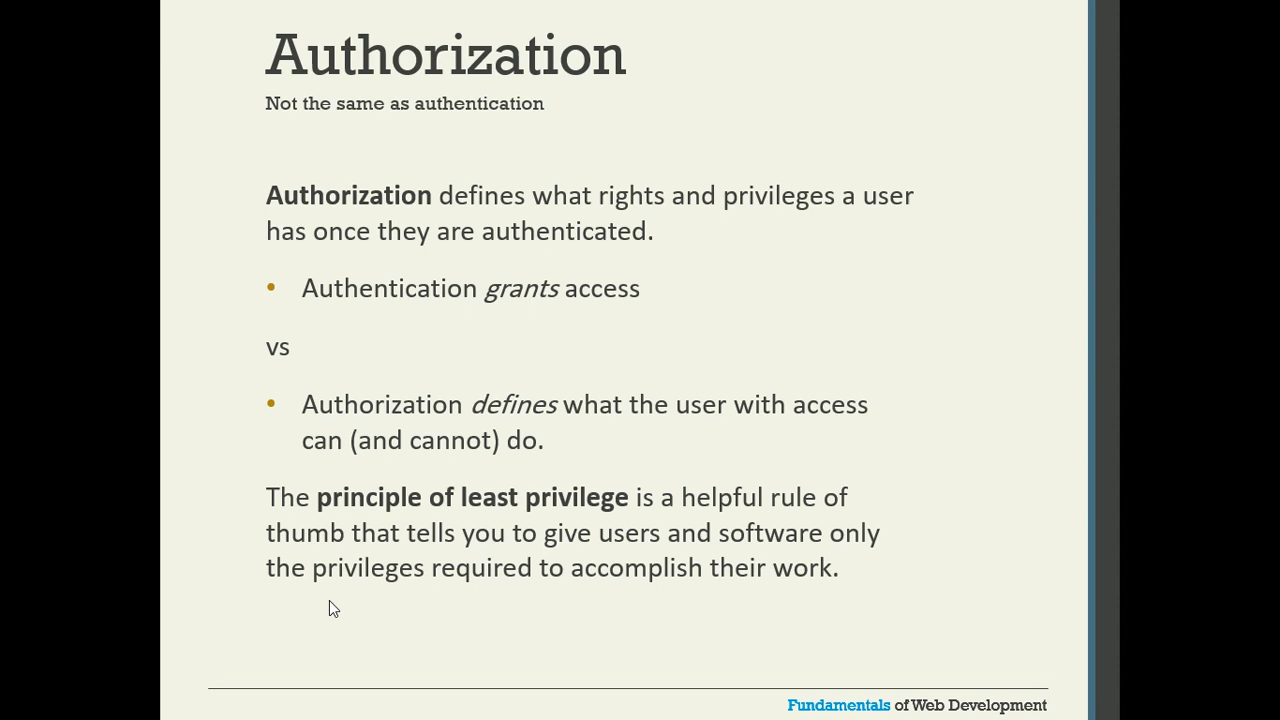 Authorization
Not the same as authentication
Authorization defines what rights and privileges a user
has once they are authenticated.
• Authentication grants access
vs
• Authorization defines what the user with access
can (and cannot) do.
The principle of least privilege is a helpful rule of
thumb that tells you to give users and software only
the privileges required to accomplish their work.
Fundamentals of Web Development